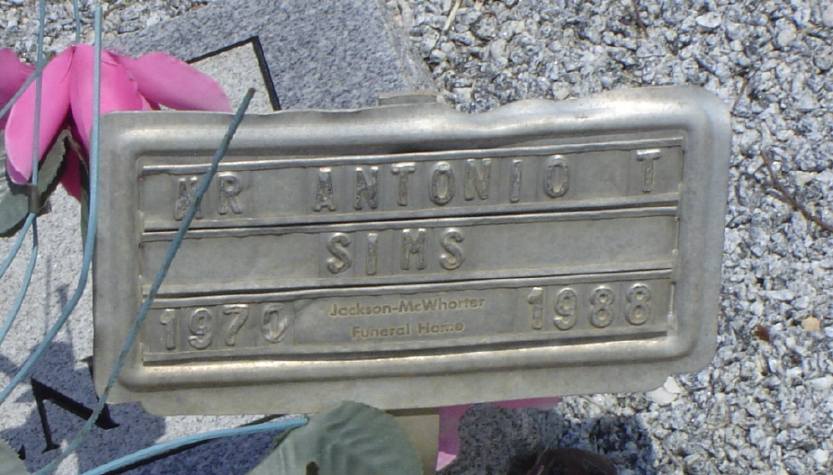 MR ANTONIO T
SIMS
1970 Jackson-McWhorter 1988
Funeral Home